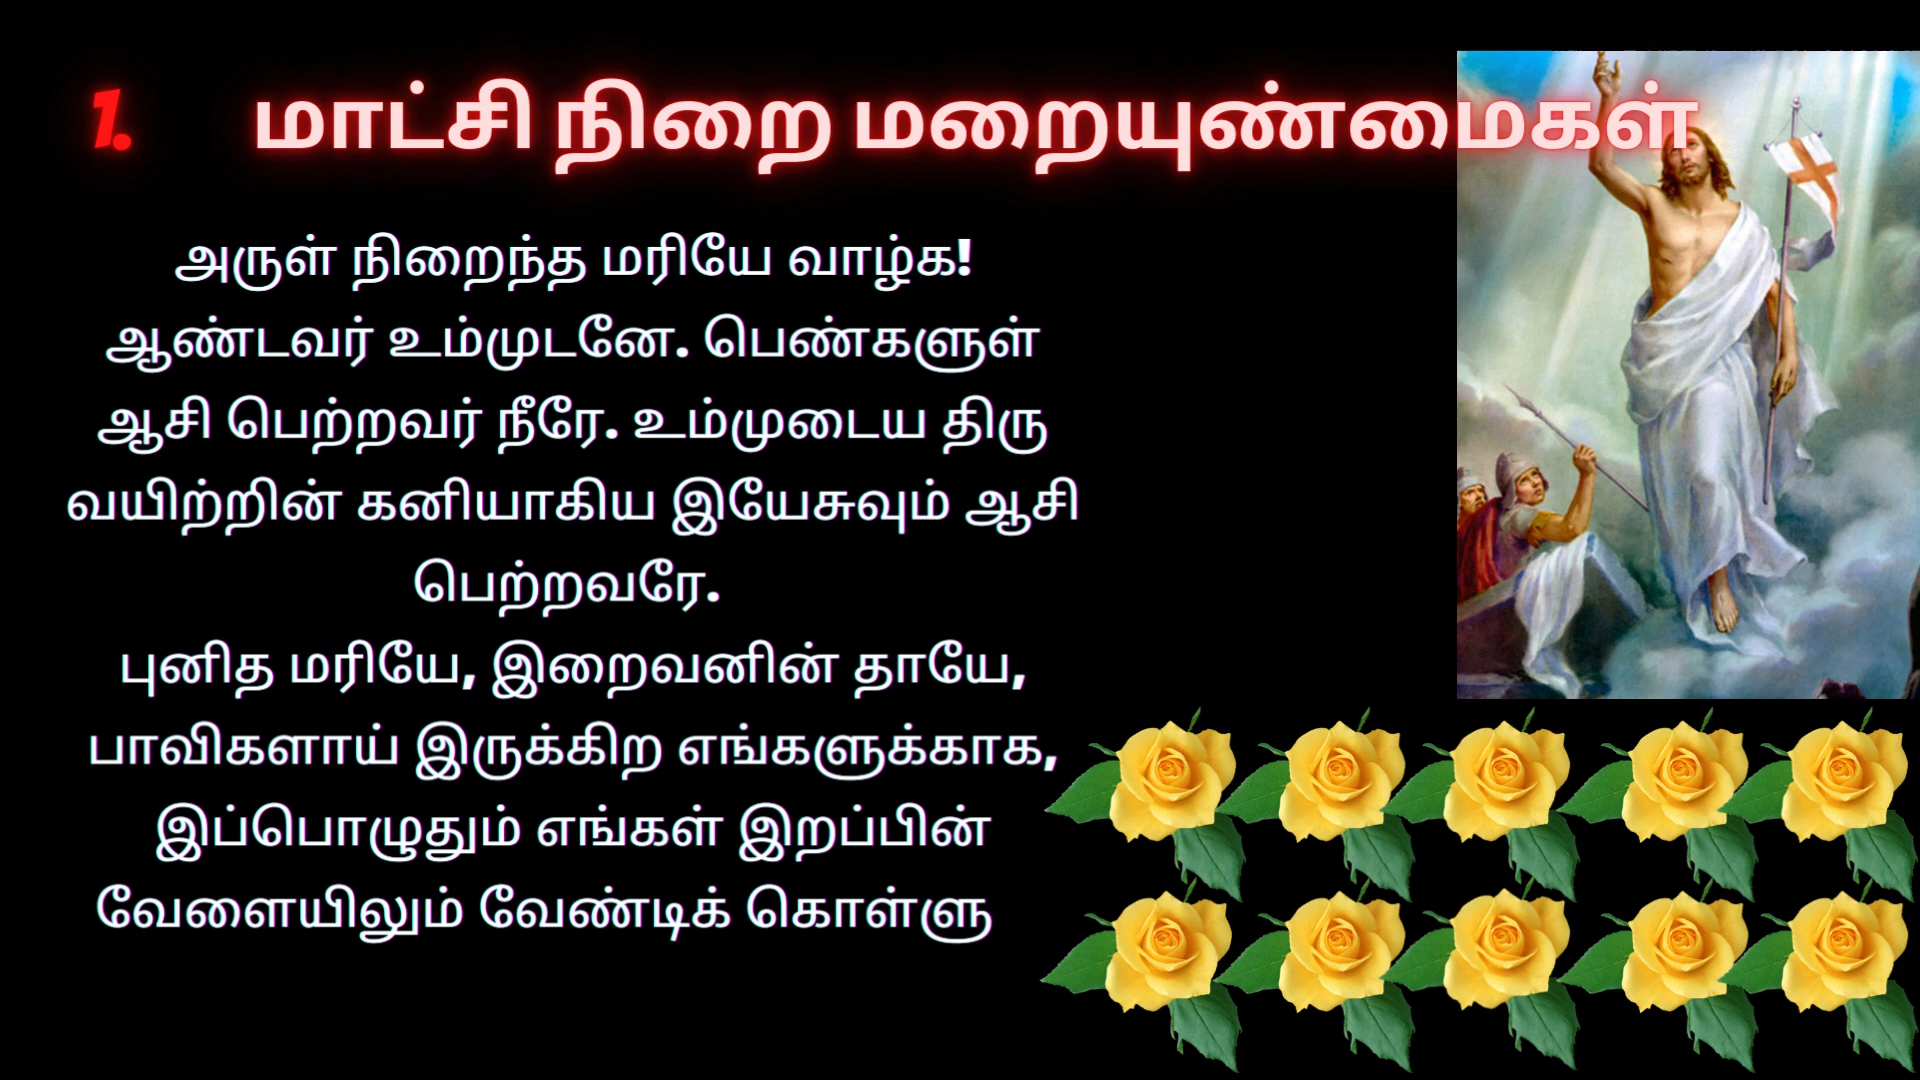 1. மாட்சி நிறை மறையுண்மைகள்
அருள் நிறைந்த மரியே வாழ்க!
ஆண்டவர் உம்முடனே. பெண்களுள்
ஆசி பெற்றவர் நீரே. உம்முடைய திரு
வயிற்றின் கனியாகிய இயேசுவும் ஆசி
பெற்றவரே.
புனித மரியே, இறைவனின் தாயே,
பாவிகளாய் இருக்கிற எங்களுக்காக,
இப்பொழுதும் எங்கள் இறப்பின்
வேளையிலும் வேண்டிக் கொள்ளு